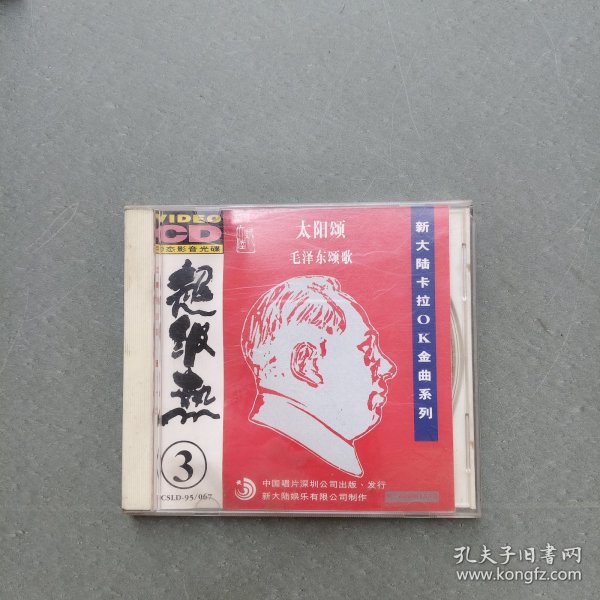 VIDEO
CD
动态影音光碟
超级热
3
CSLD-95/067
太阳颂
毛泽东颂歌
新大陆卡拉OK金曲系列
中国唱片深圳公司出版、发行
新大陆娱乐有限公司制作
孔夫子旧书网
www.kongfz.com